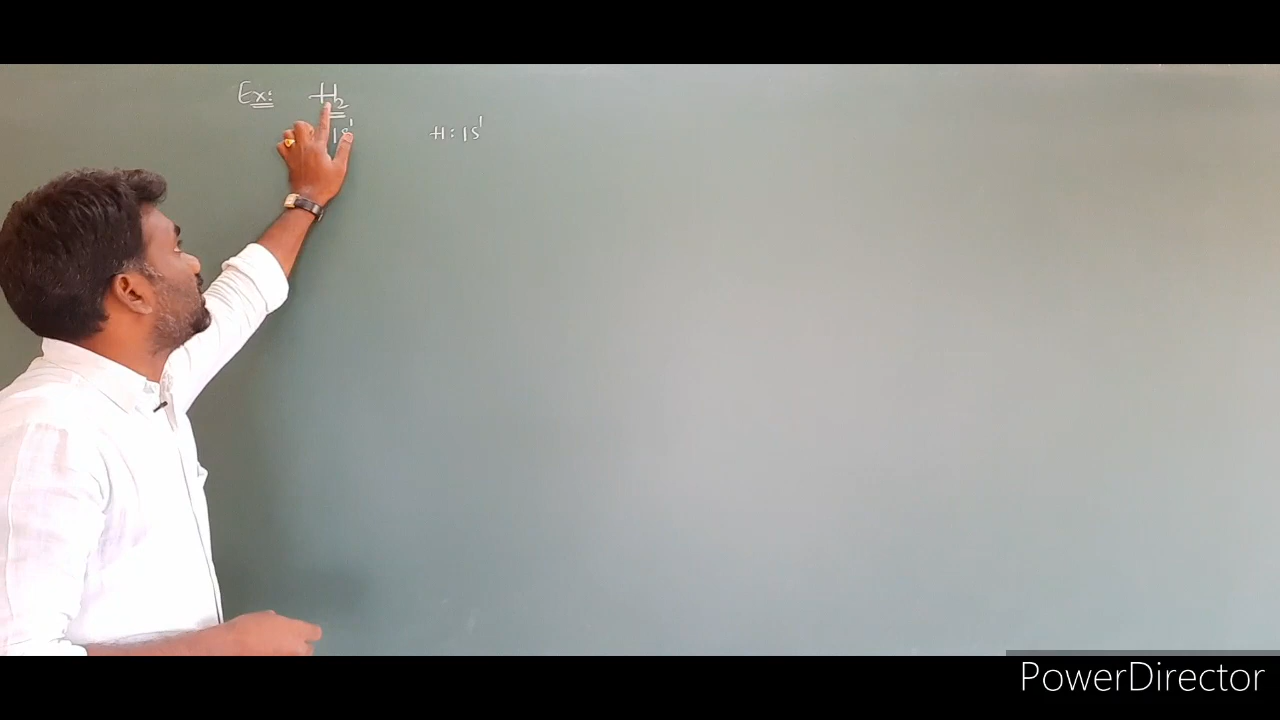 Ex: H₂
1s¹ H: 1s¹
PowerDirector